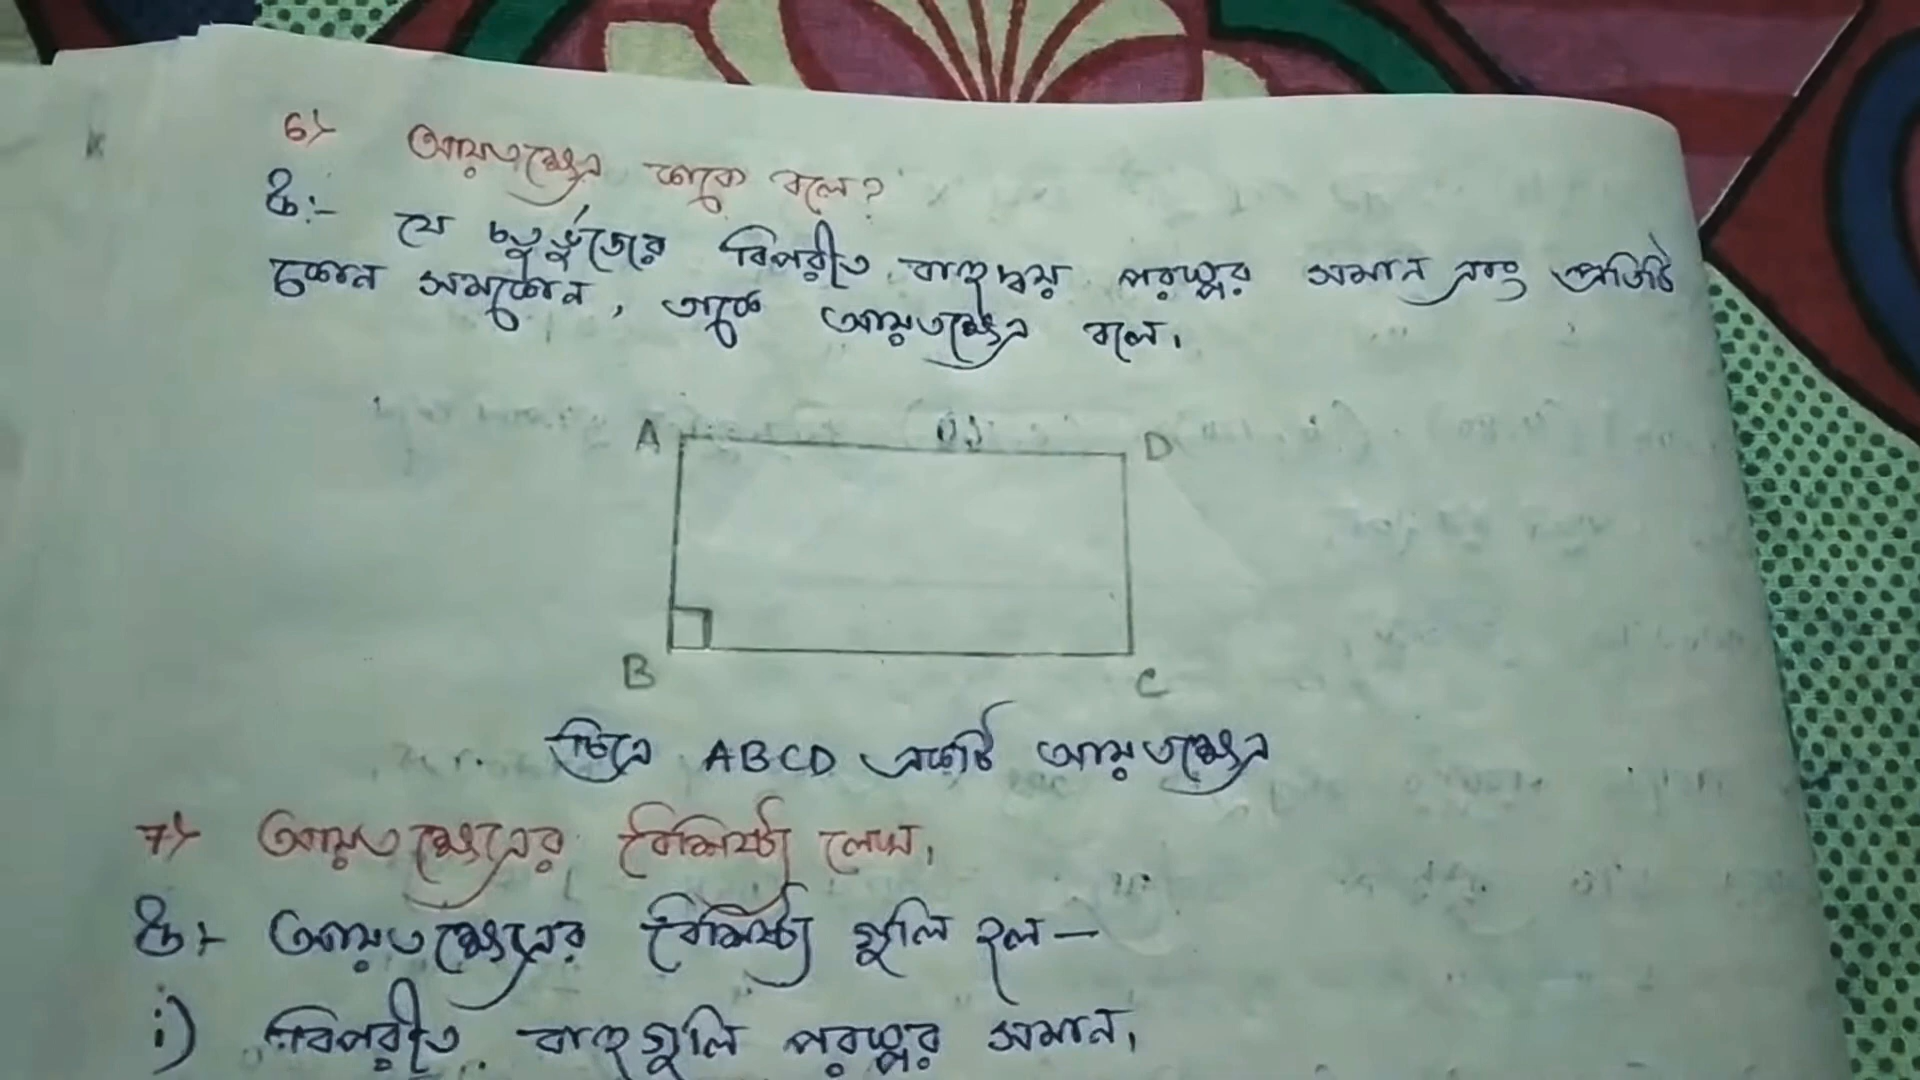 6) আয়তক্ষেত্র কাকে বলে?
উঃ- যে চতুর্ভুজের বিপরীত বাহুদ্বয় পরস্পর সমান এবং প্রতিটি
কোন সমকোন, তাকে আয়তক্ষেত্র বলে।
A D
B C
চিত্রে ABCD একটি আয়তক্ষেত্র
7) আয়তক্ষেত্রের বৈশিষ্ট্য লেখ।
উঃ- আয়তক্ষেত্রের বৈশিষ্ট্য গুলি হল —
i) বিপরীত বাহুগুলি পরস্পর সমান।